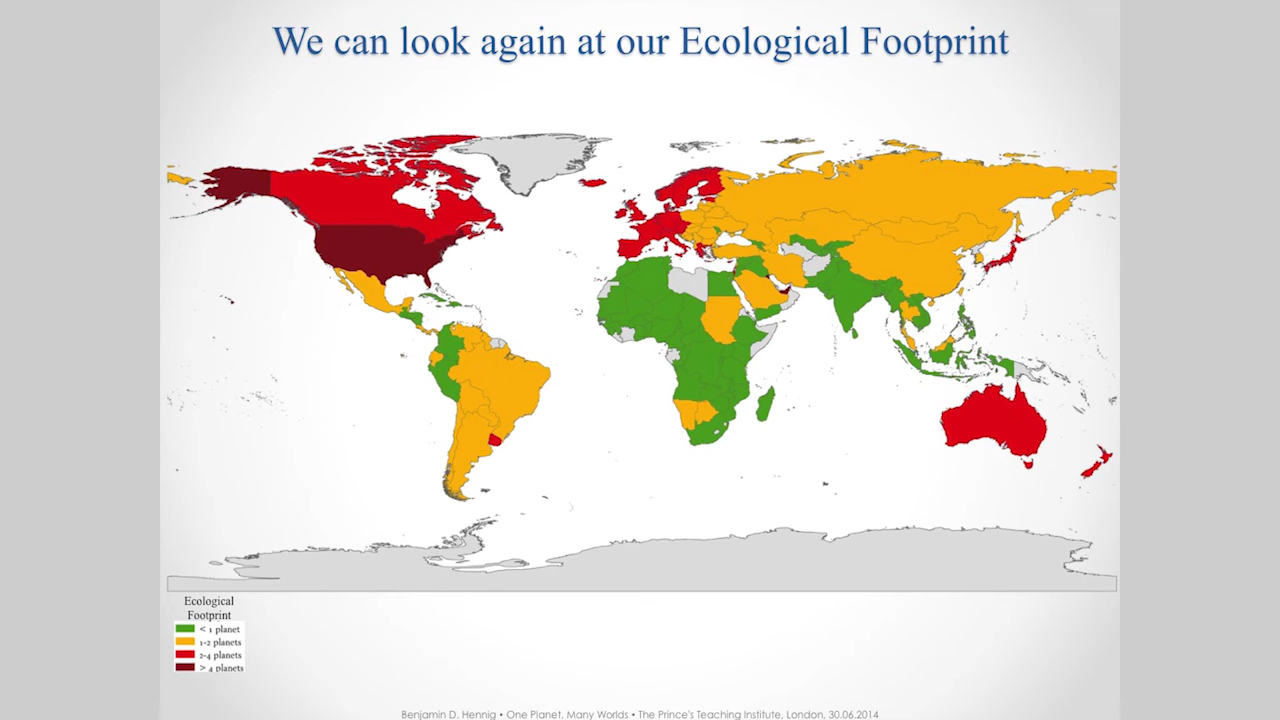 We can look again at our Ecological Footprint
Ecological
Footprint
< 1 planet
1-2 planets
2-4 planets
> 4 planets
Benjamin D. Hennig • One Planet, Many Worlds • The Prince's Teaching Institute, London, 30.06.2014